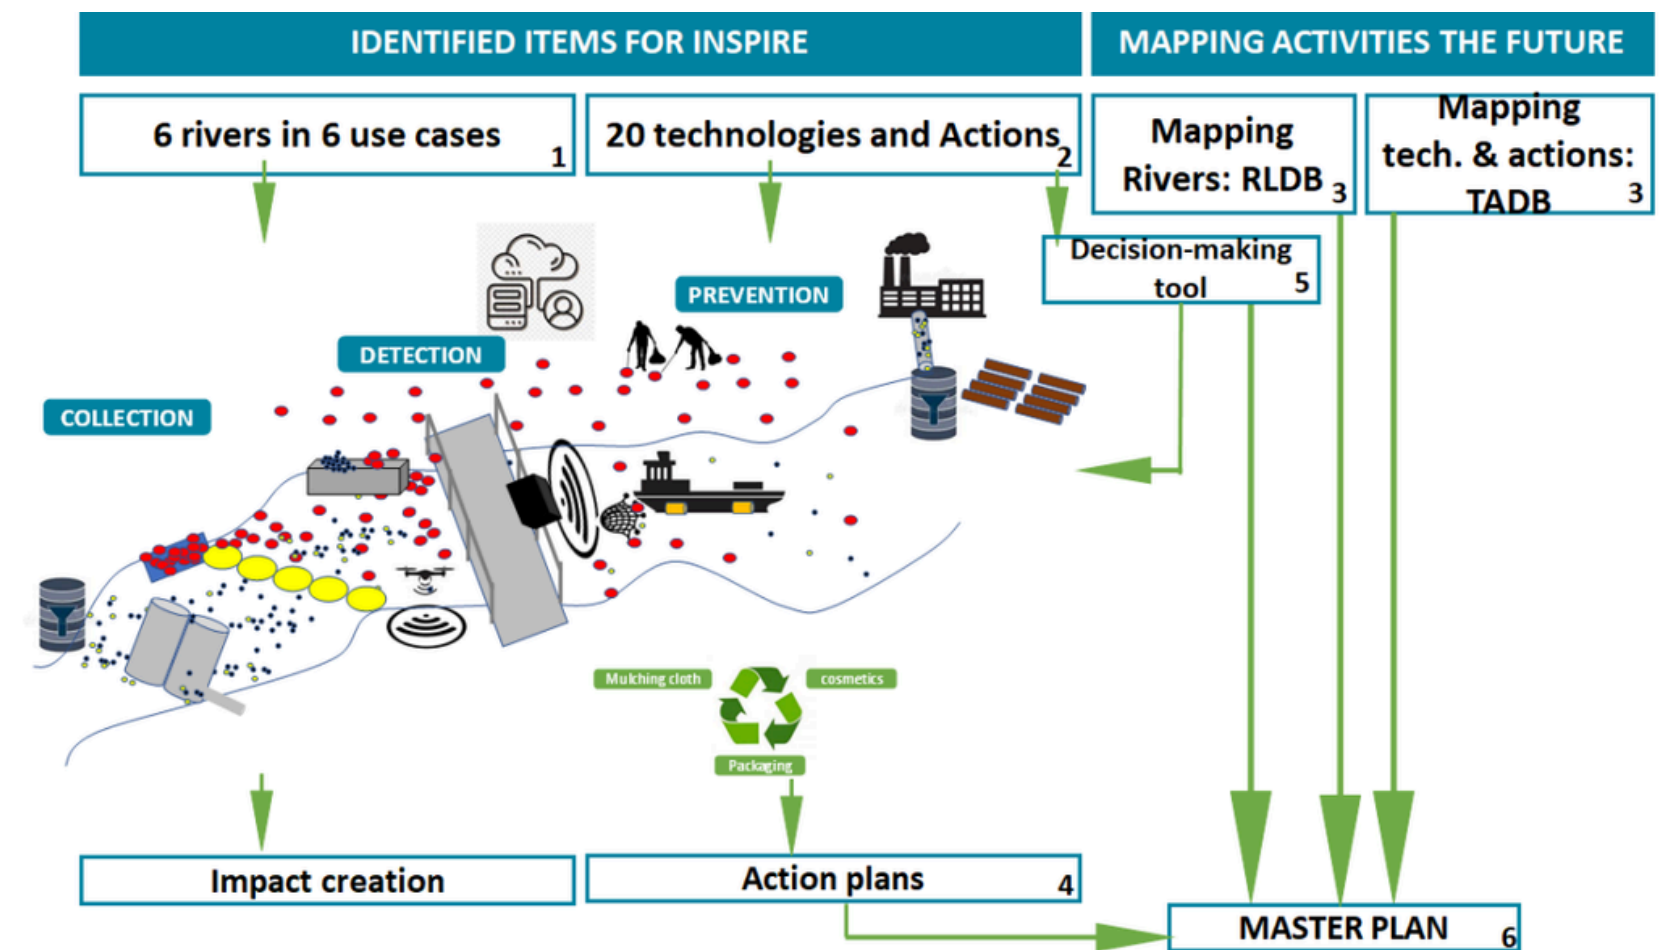 IDENTIFIED ITEMS FOR INSPIRE
MAPPING ACTIVITIES THE FUTURE
6 rivers in 6 use cases
1
20 technologies and Actions
2
Mapping
Rivers: RLDB
3
Mapping
tech. & actions:
TADB
3
Decision-making
tool
5
PREVENTION
DETECTION
COLLECTION
Mulching cloth
cosmetics
Packaging
Impact creation
Action plans
4
MASTER PLAN
6